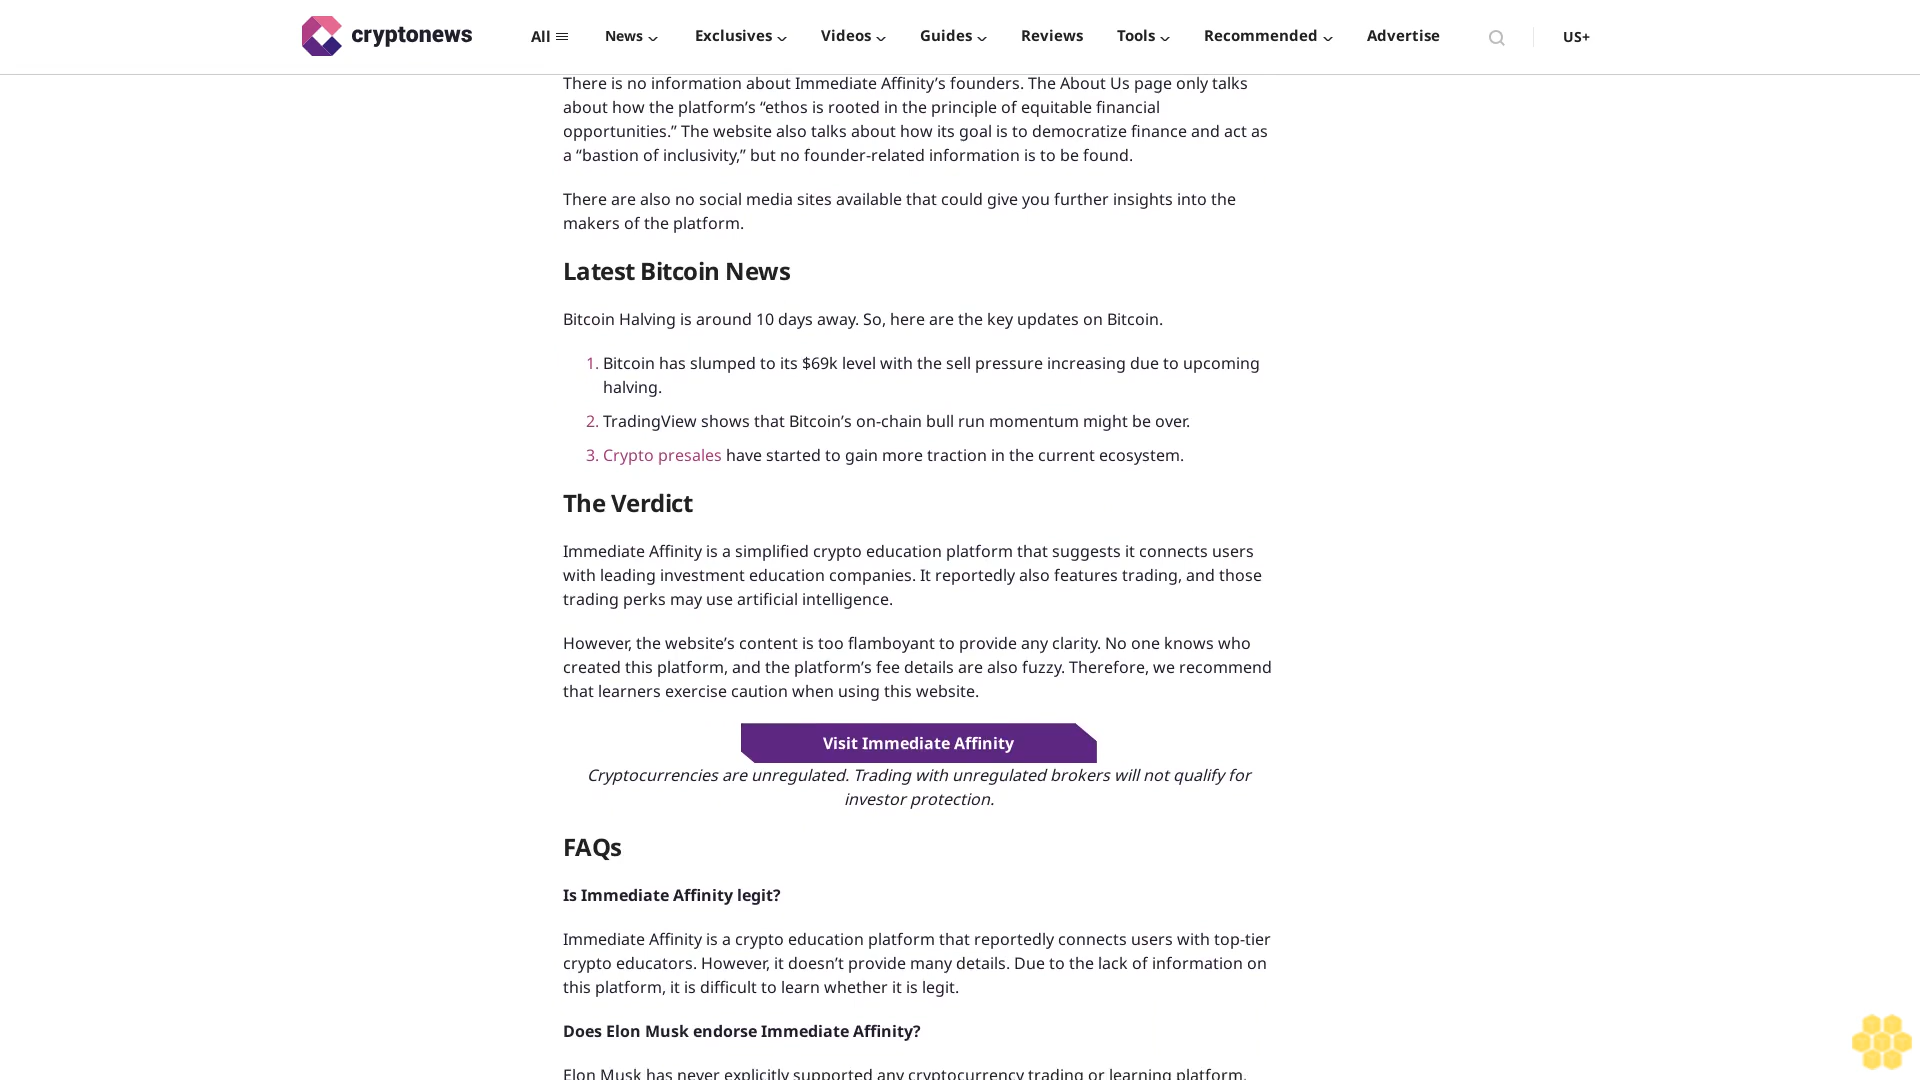 cryptonews
All
News
Exclusives
Videos
Guides
Reviews
Tools
Recommended
Advertise
US+
There is no information about Immediate Affinity’s founders. The About Us page only talks
about how the platform’s “ethos is rooted in the principle of equitable financial
opportunities.” The website also talks about how its goal is to democratize finance and act as
a “bastion of inclusivity,” but no founder-related information is to be found.
There are also no social media sites available that could give you further insights into the
makers of the platform.
Latest Bitcoin News
Bitcoin Halving is around 10 days away. So, here are the key updates on Bitcoin.
1. Bitcoin has slumped to its $69k level with the sell pressure increasing due to upcoming
halving.
2. TradingView shows that Bitcoin’s on-chain bull run momentum might be over.
3. Crypto presales have started to gain more traction in the current ecosystem.
The Verdict
Immediate Affinity is a simplified crypto education platform that suggests it connects users
with leading investment education companies. It reportedly also features trading, and those
trading perks may use artificial intelligence.
However, the website’s content is too flamboyant to provide any clarity. No one knows who
created this platform, and the platform’s fee details are also fuzzy. Therefore, we recommend
that learners exercise caution when using this website.
Visit Immediate Affinity
Cryptocurrencies are unregulated. Trading with unregulated brokers will not qualify for
investor protection.
FAQs
Is Immediate Affinity legit?
Immediate Affinity is a crypto education platform that reportedly connects users with top-tier
crypto educators. However, it doesn’t provide many details. Due to the lack of information on
this platform, it is difficult to learn whether it is legit.
Does Elon Musk endorse Immediate Affinity?
Elon Musk has never explicitly supported any cryptocurrency trading or learning platform.